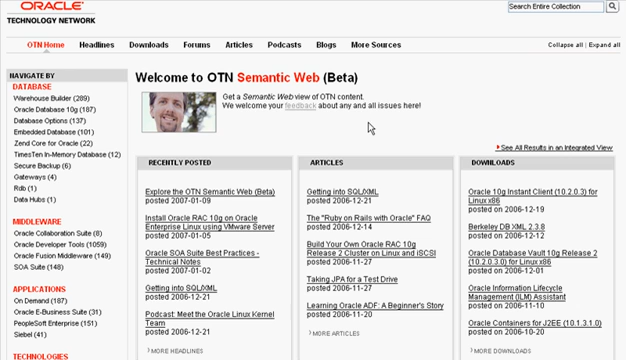 ORACLE
TECHNOLOGY NETWORK
Search Entire Collection
OTN Home Headlines Downloads Forums Articles Podcasts Blogs More Sources
Collapse all | Expand all
NAVIGATE BY
DATABASE
Warehouse Builder (289)
Oracle Database 10g (187)
Database Options (137)
Embedded Database (101)
Zend Core for Oracle (22)
TimesTen In-Memory Database (12)
Secure Backup (6)
Gateways (4)
Rdb (1)
Data Hubs (1)
MIDDLEWARE
Oracle Collaboration Suite (8)
Oracle Developer Tools (1059)
Oracle Fusion Middleware (149)
SOA Suite (148)
APPLICATIONS
On Demand (187)
Oracle E-Business Suite (31)
PeopleSoft Enterprise (151)
Siebel (41)
TECHNOLOGIES
Welcome to OTN Semantic Web (Beta)
Get a Semantic Web view of OTN content.
We welcome your feedback about any and all issues here!
See All Results in an Integrated View
RECENTLY POSTED
Explore the OTN Semantic Web (Beta)
posted 2007-01-09
Install Oracle RAC 10g on Oracle
Enterprise Linux using VMware Server
posted 2007-01-05
Oracle SOA Suite Best Practices -
Technical Notes
posted 2007-01-02
Getting into SQL/XML
posted 2006-12-21
Podcast: Meet the Oracle Linux Kernel
Team
posted 2006-12-21
MORE HEADLINES
ARTICLES
Getting into SQL/XML
posted 2006-12-21
The "Ruby on Rails with Oracle" FAQ
posted 2006-12-14
Build Your Own Oracle RAC 10g
Release 2 Cluster on Linux and iSCSI
posted 2006-11-27
Taking JPA for a Test Drive
posted 2006-11-27
Learning Oracle ADF: A Beginner's Story
posted 2006-11-20
MORE ARTICLES
DOWNLOADS
Oracle 10g Instant Client (10.2.0.3) for
Linux x86
posted 2006-12-19
Berkeley DB XML 2.3.8
posted 2006-12-12
Oracle Database Vault 10g Release 2
(10.2.0.3.0) for Linux x86
posted 2006-12-01
Oracle Information Lifecycle
Management (ILM) Assistant
posted 2006-11-10
Oracle Containers for J2EE (10.1.3.1.0)
posted 2006-10-20
MORE DOWNLOADS